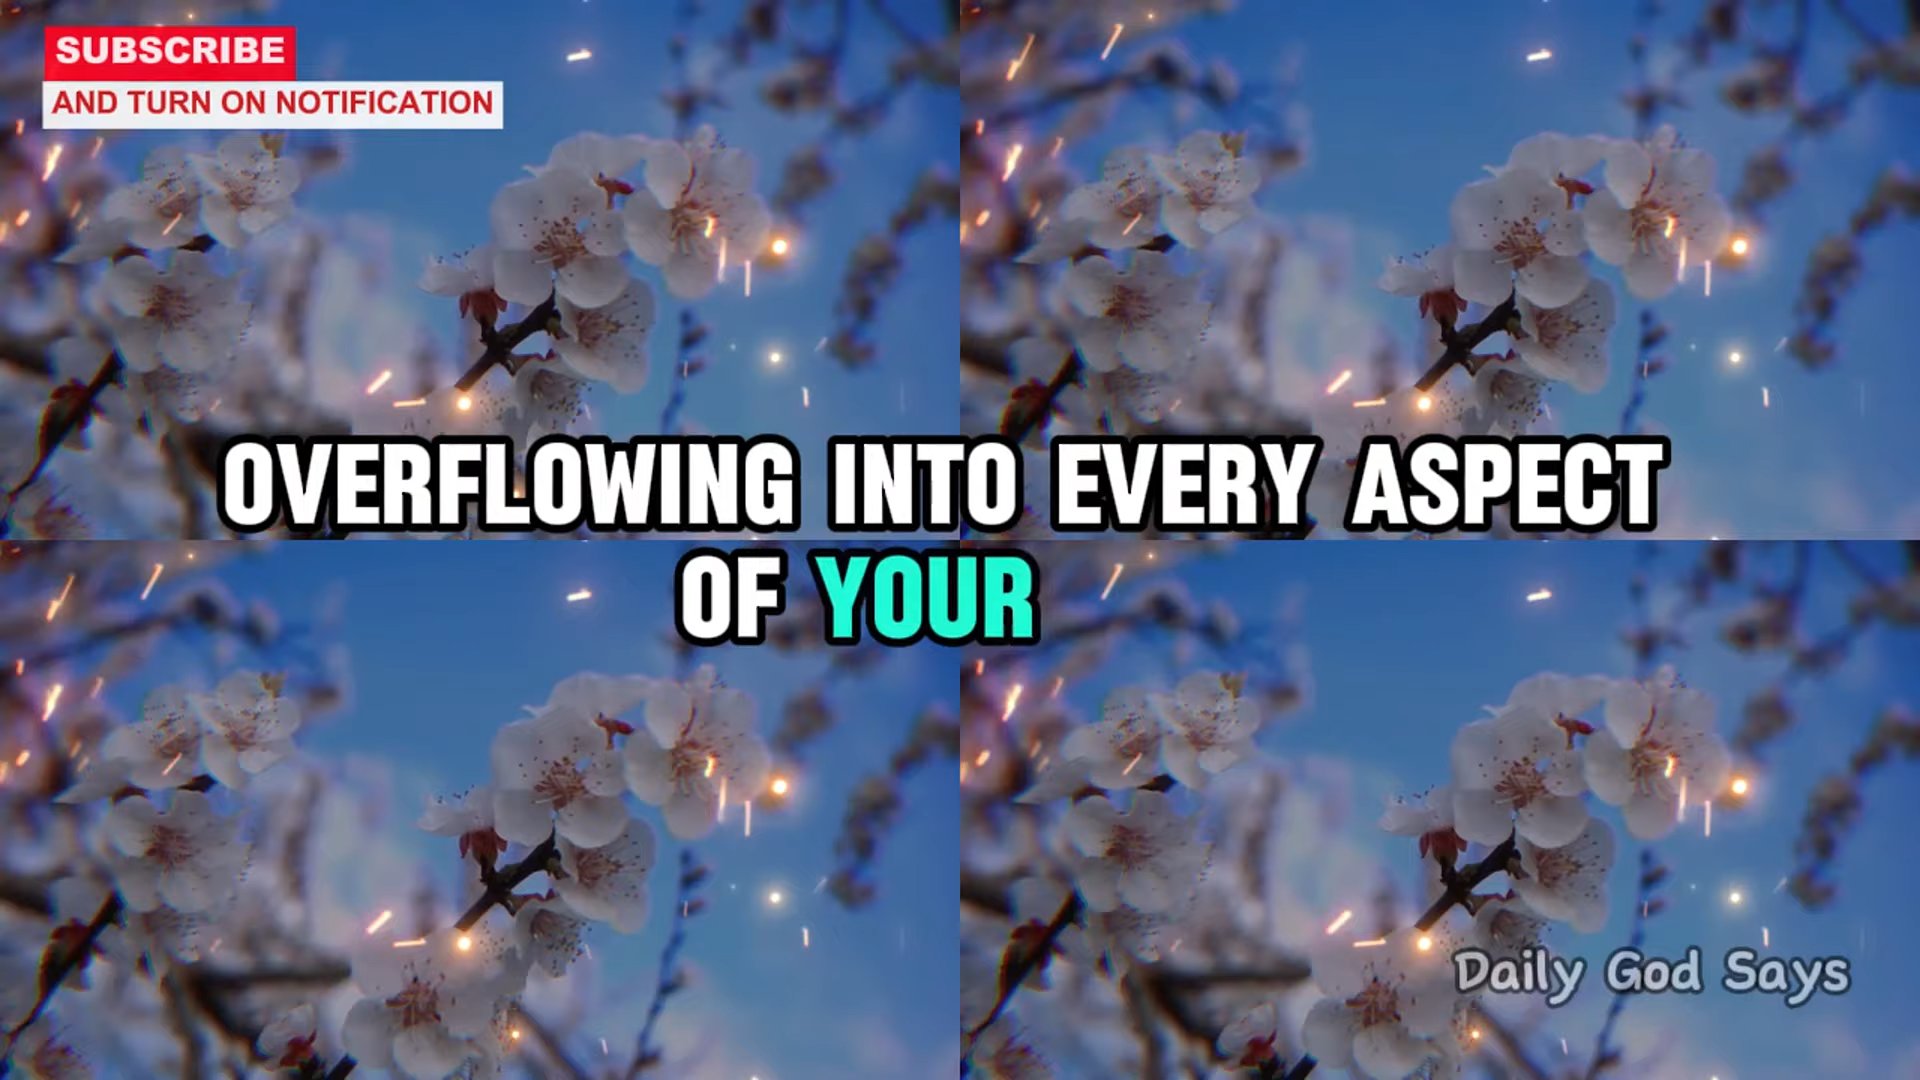 SUBSCRIBE
AND TURN ON NOTIFICATION
OVERFLOWING INTO EVERY ASPECT
OF YOUR
Daily God Says